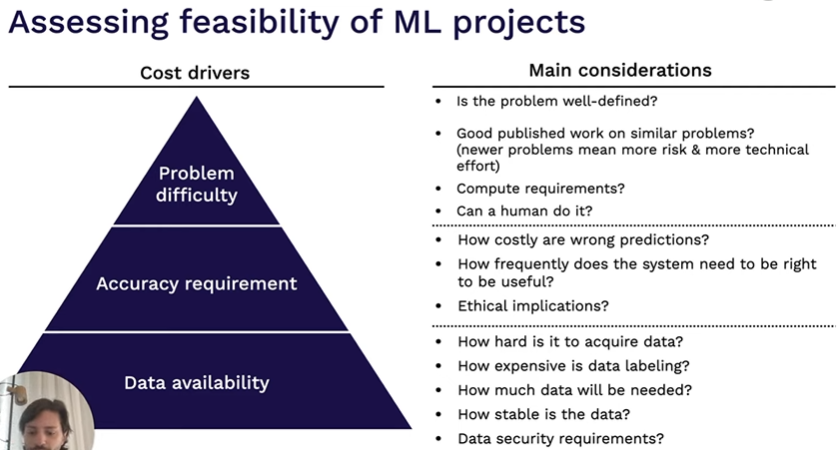 Assessing feasibility of ML projects
Cost drivers
Problem
difficulty
Accuracy requirement
Data availability
Main considerations
• Is the problem well-defined?
• Good published work on similar problems?
(newer problems mean more risk & more technical
effort)
• Compute requirements?
• Can a human do it?
• How costly are wrong predictions?
• How frequently does the system need to be right
to be useful?
• Ethical implications?
• How hard is it to acquire data?
• How expensive is data labeling?
• How much data will be needed?
• How stable is the data?
• Data security requirements?